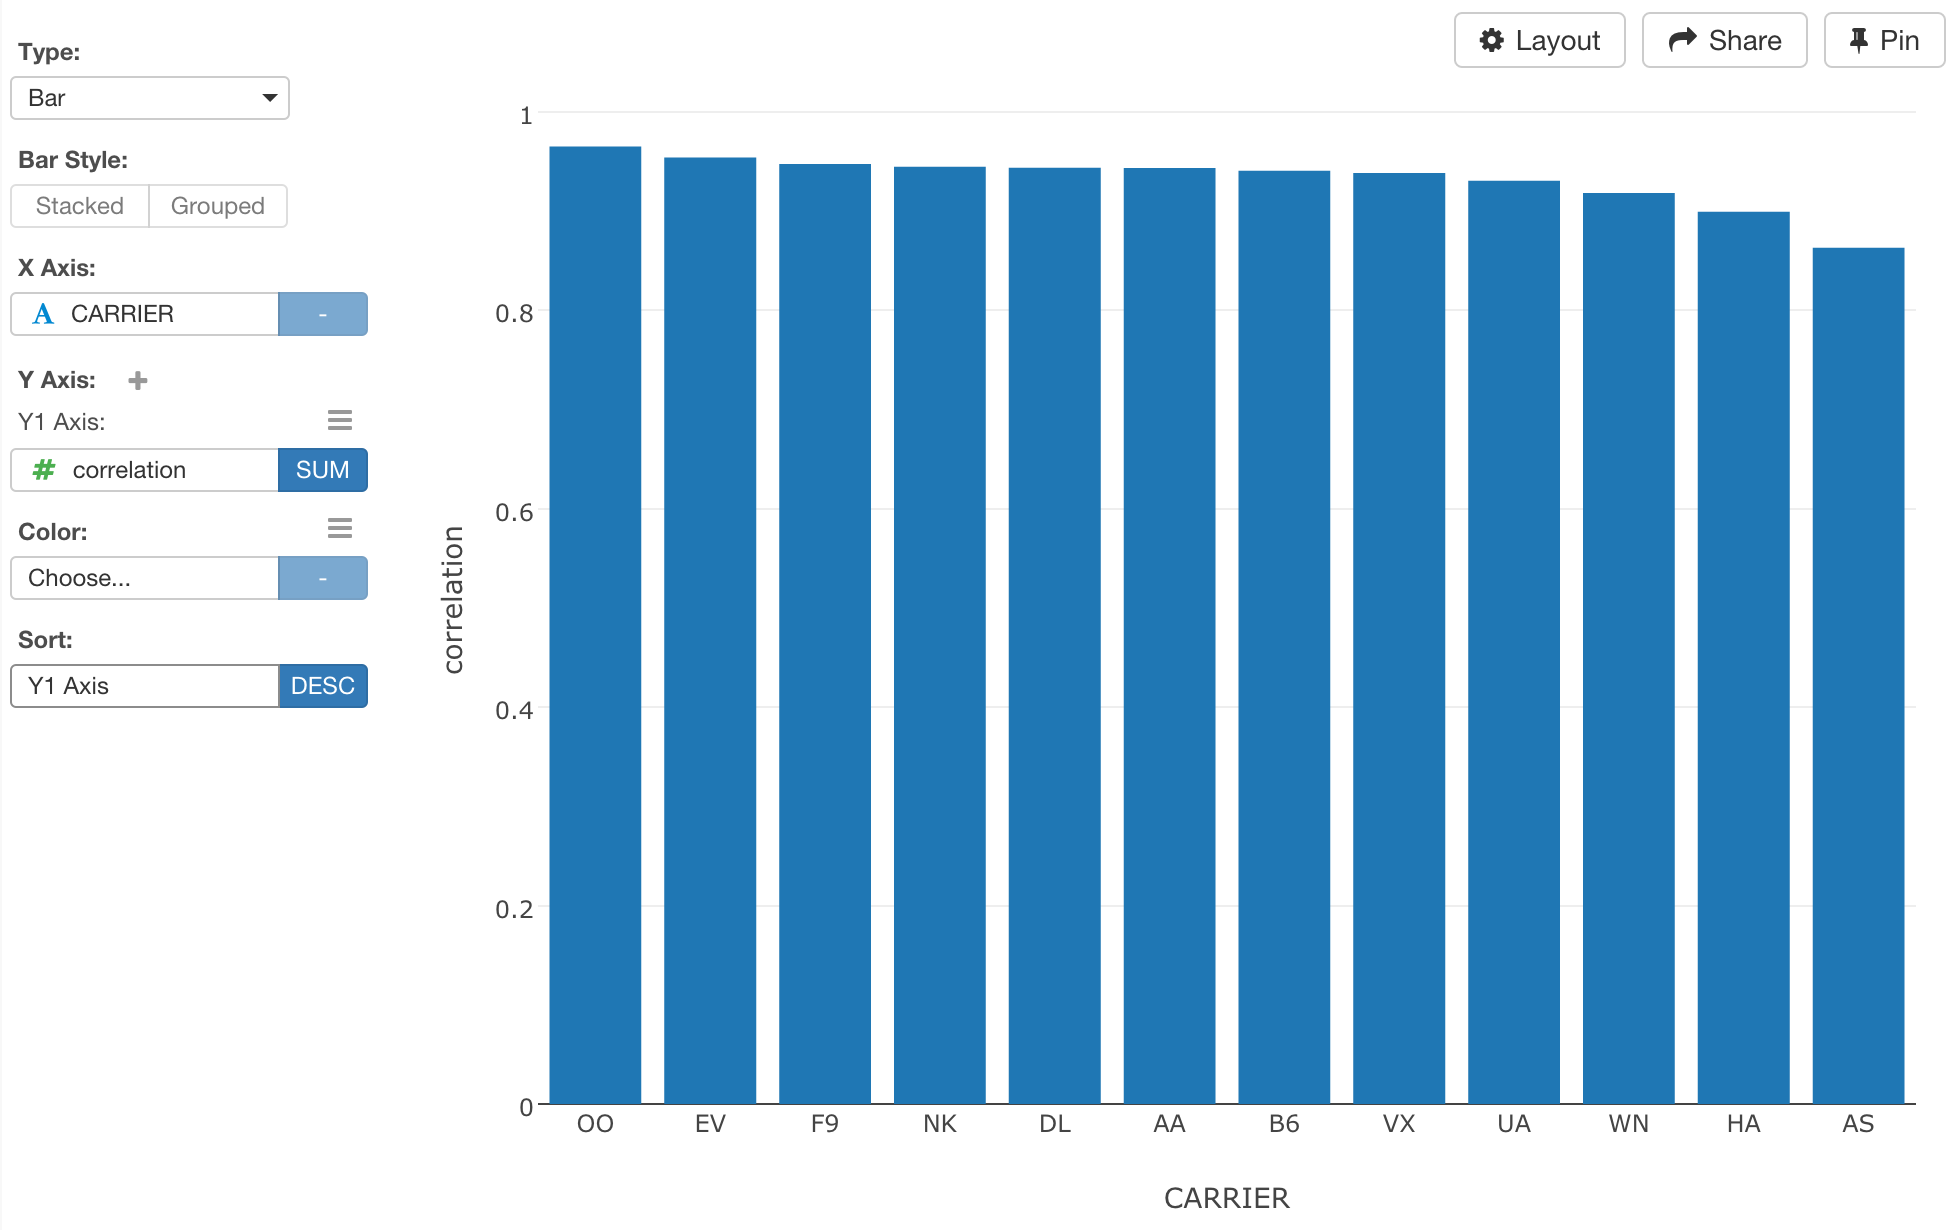 Layout
Share
Pin
Type:
Bar
Bar Style:
Stacked
Grouped
X Axis:
A CARRIER
-
Y Axis:
Y1 Axis:
# correlation
SUM
Color:
Choose...
-
Sort:
Y1 Axis
DESC
1
0.8
0.6
0.4
0.2
0
correlation
OO EV F9 NK DL AA B6 VX UA WN HA AS
CARRIER